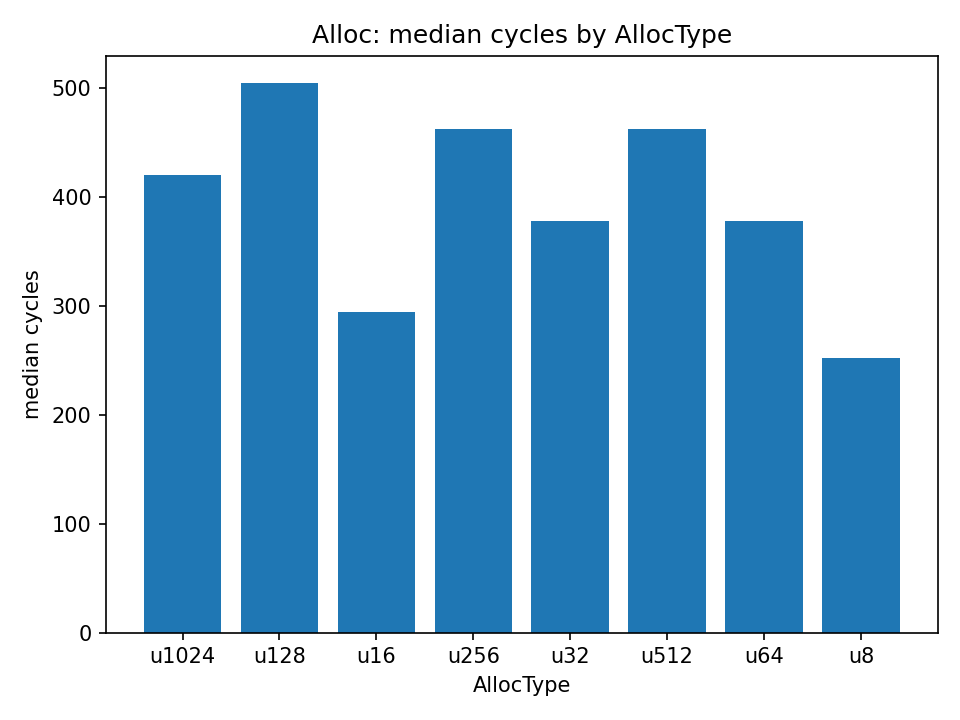 Alloc: median cycles by AllocType
median cycles
500
400
300
200
100
0
u1024 u128 u16 u256 u32 u512 u64 u8
AllocType